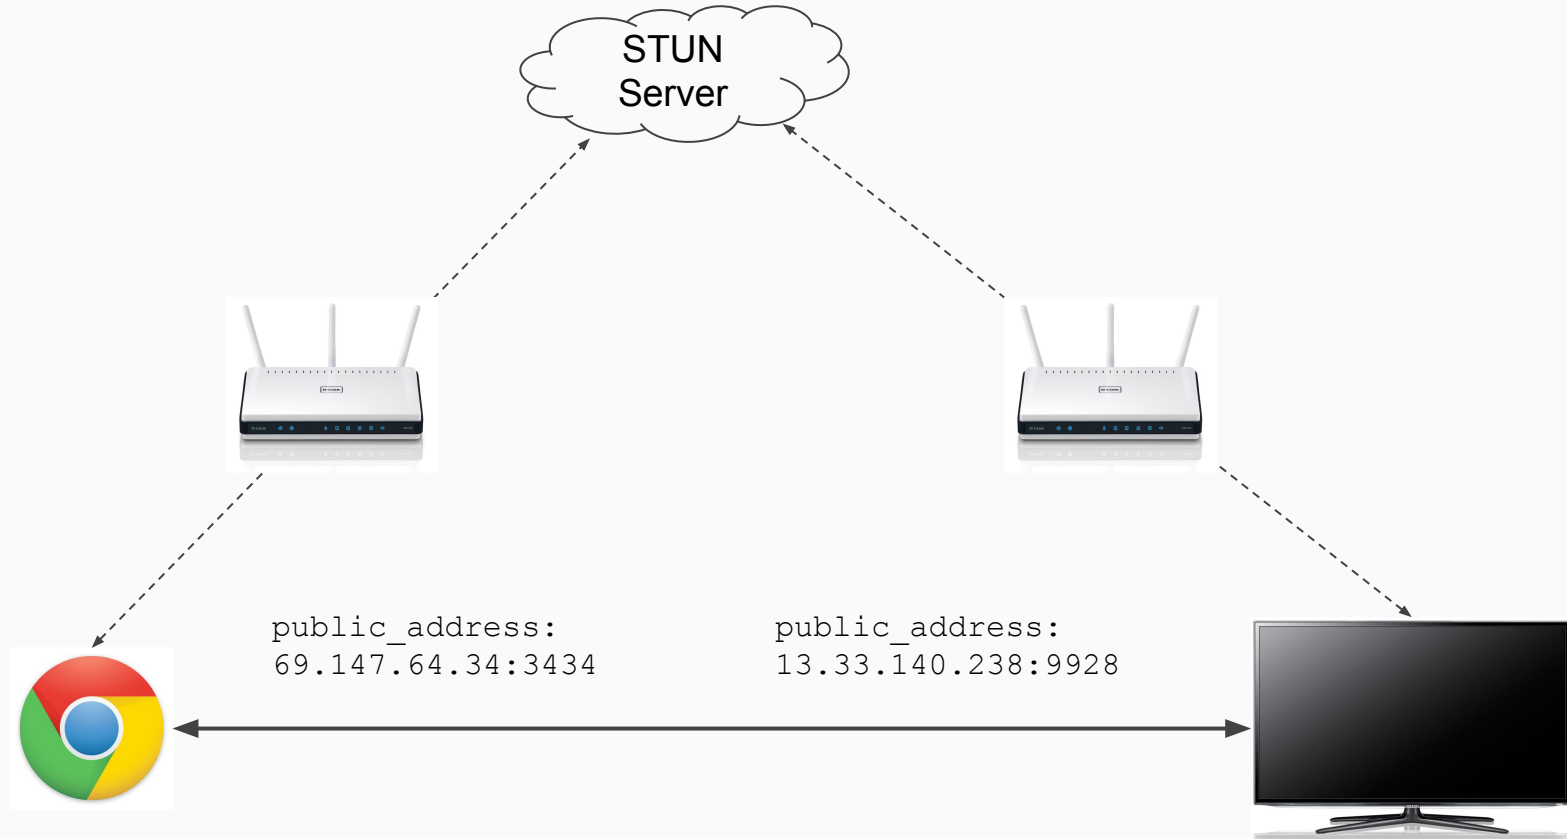 STUN
Server
public_address:
69.147.64.34:3434
public_address:
13.33.140.238:9928